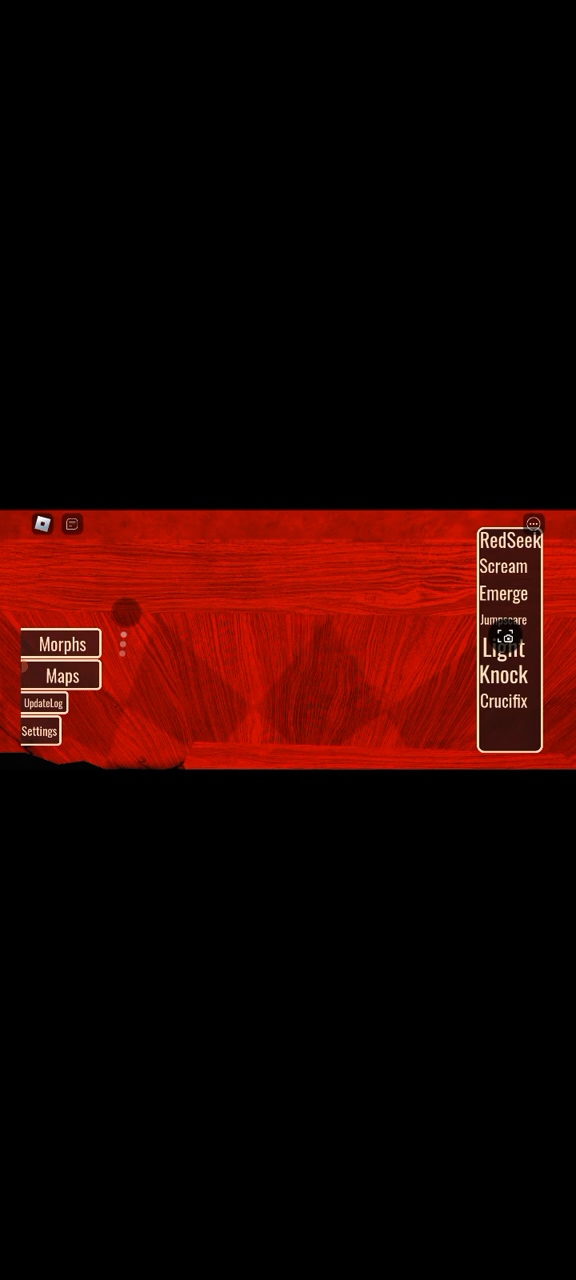 Morphs
Maps
UpdateLog
Settings
RedSeek
Scream
Emerge
Jumpscare
Light
Knock
Crucifix